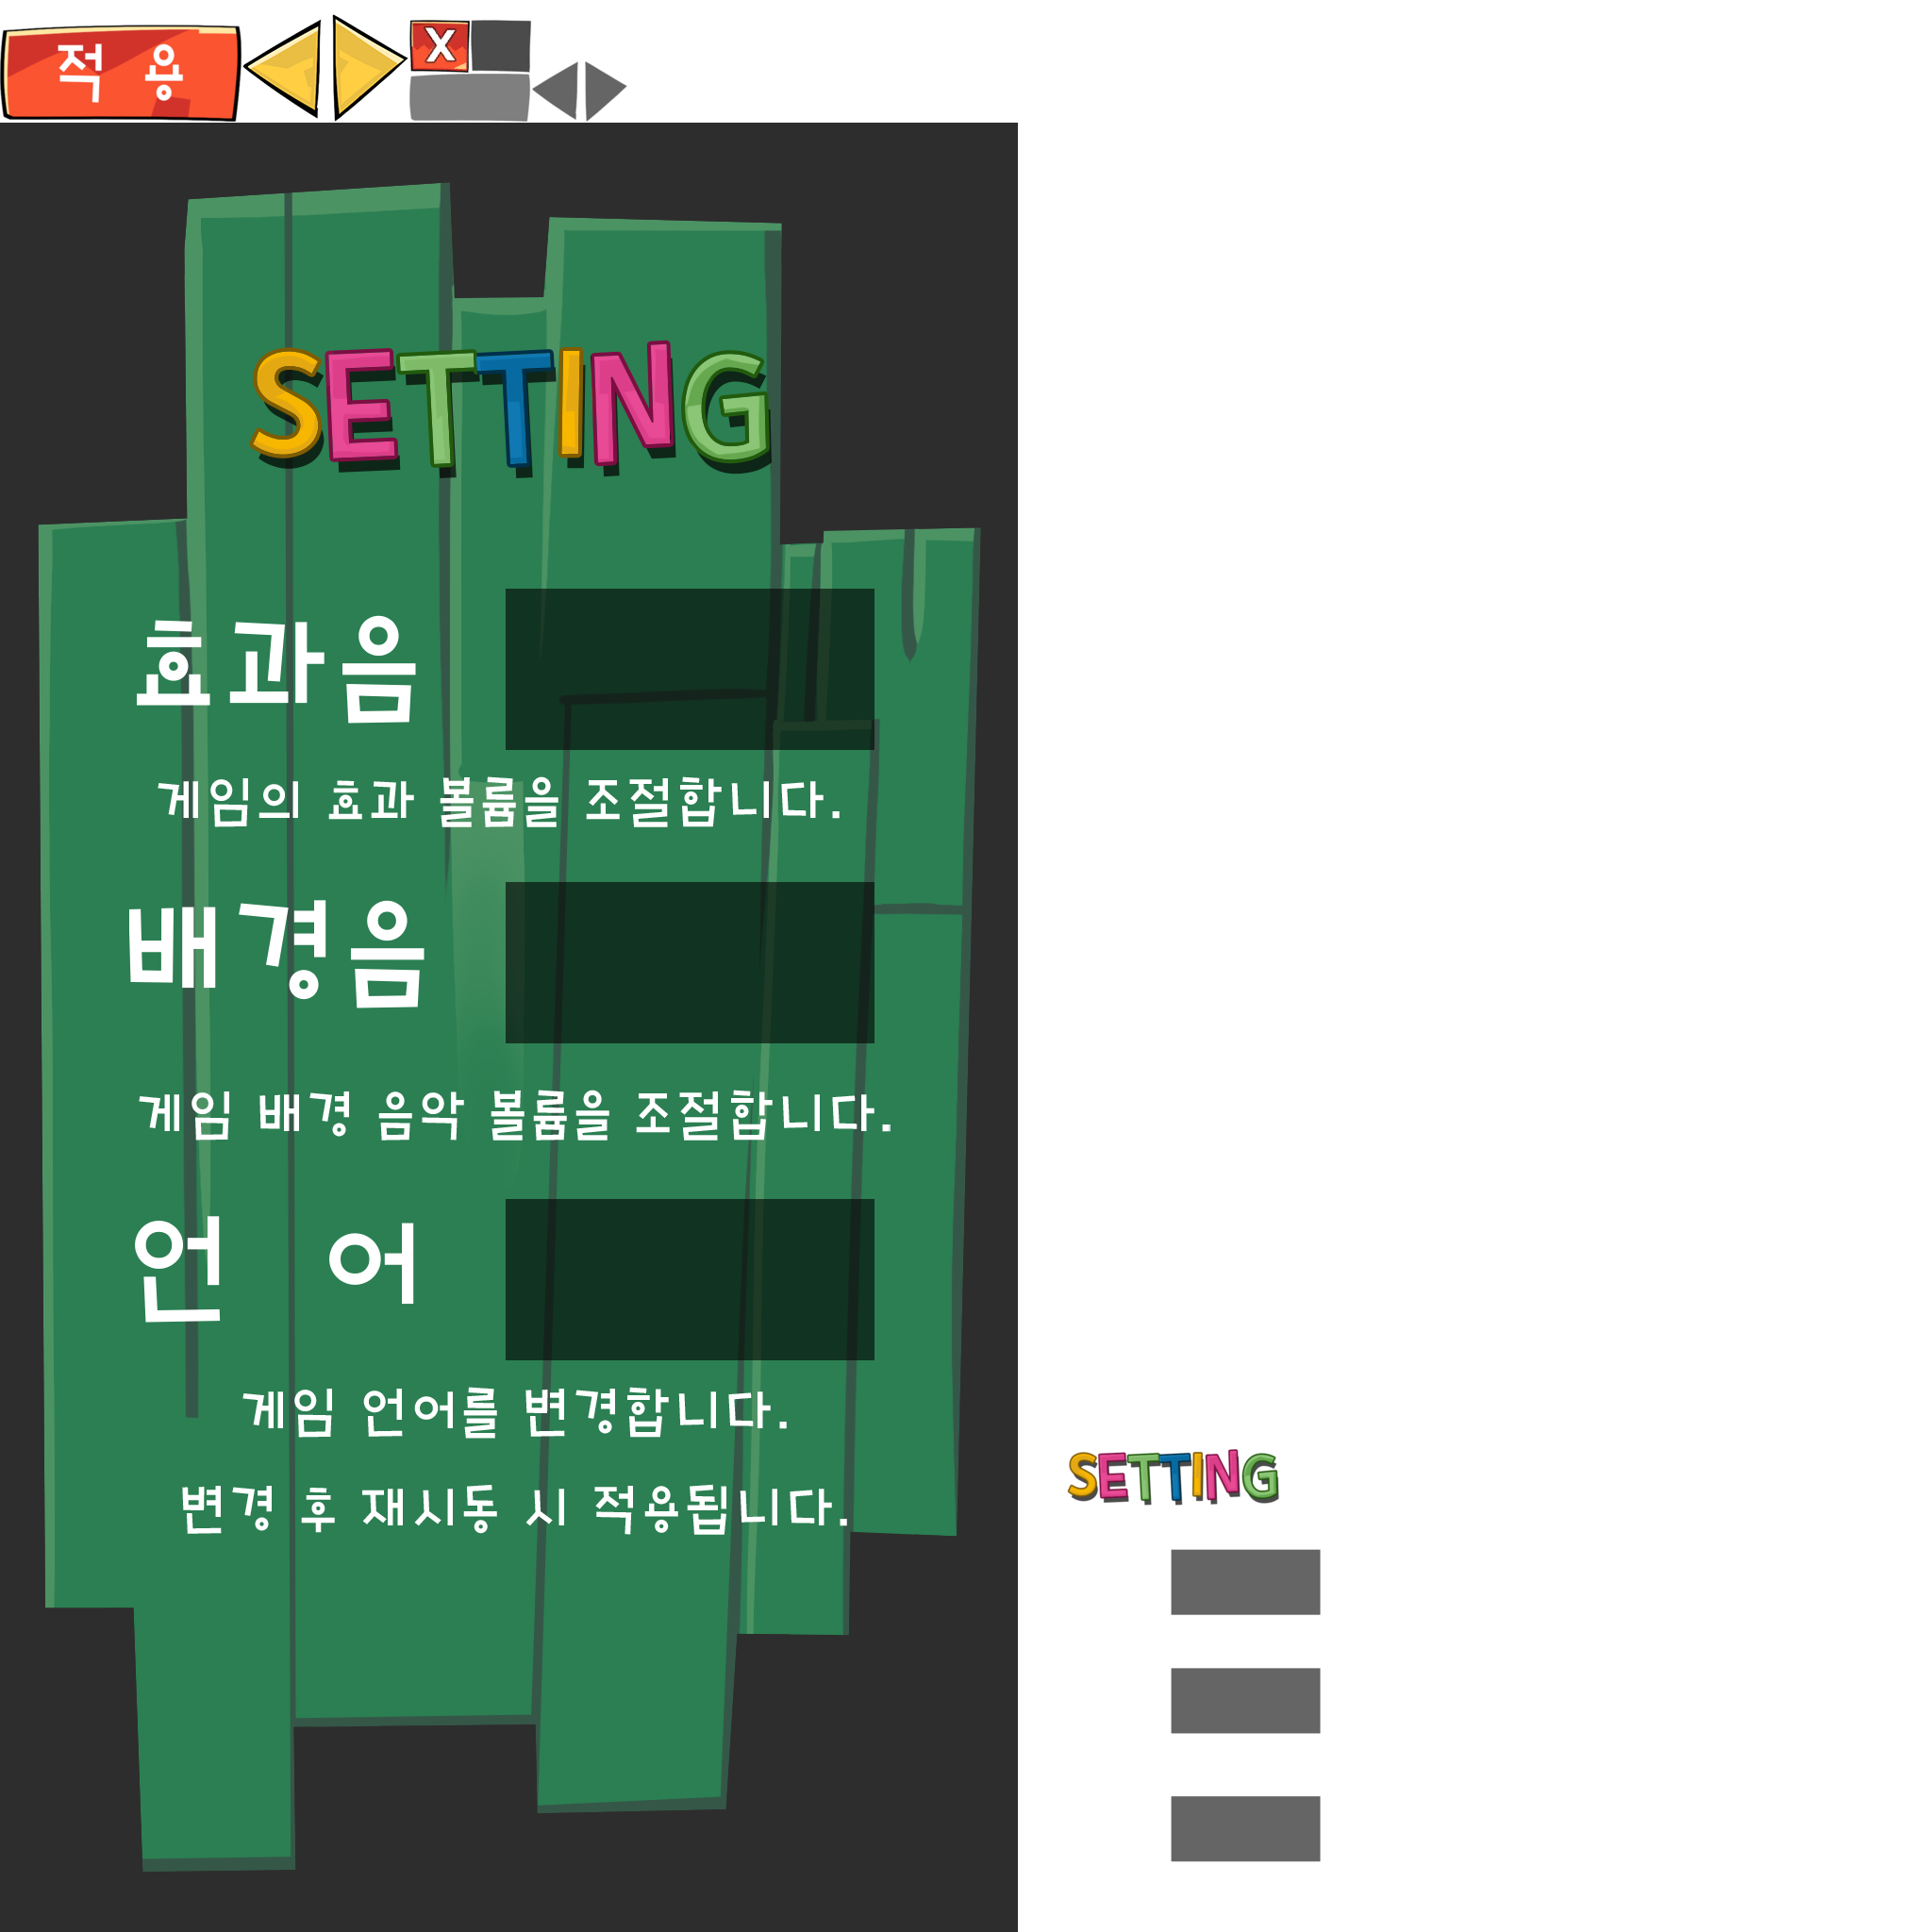 적 용
X
SETTING
효과음
게임의 효과 볼륨을 조절합니다.
배경음
게임 배경 음악 볼륨을 조절합니다.
언 어
게임 언어를 변경합니다.
변경 후 재시동 시 적용됩니다.
SETTING